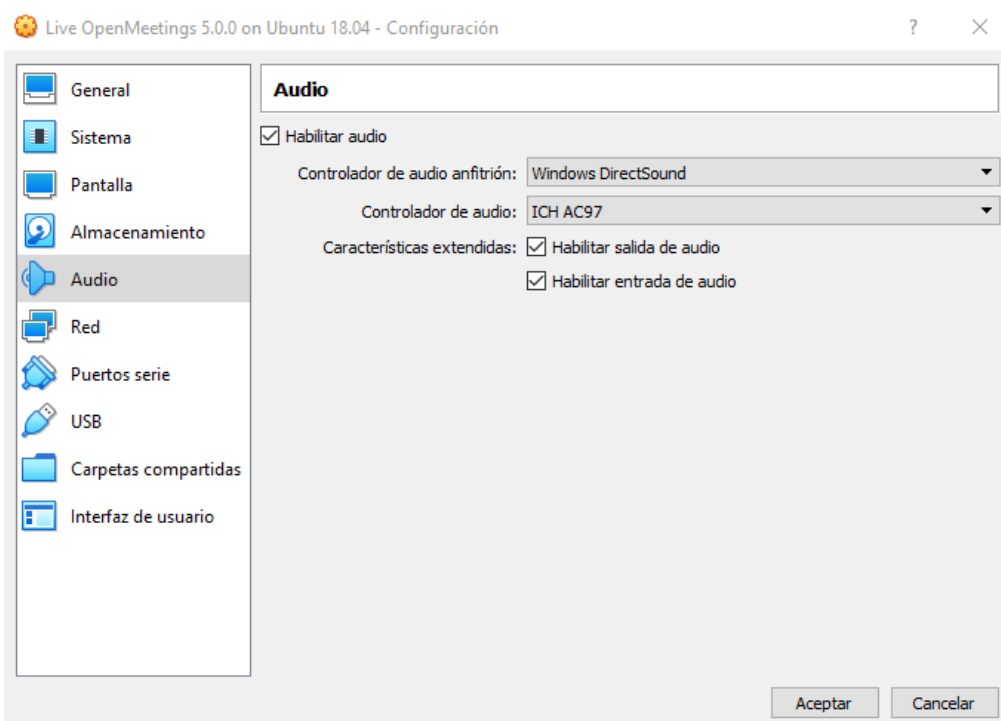 Live OpenMeetings 5.0.0 on Ubuntu 18.04 - Configuración
?
General
Sistema
Pantalla
Almacenamiento
Audio
Red
Puertos serie
USB
Carpetas compartidas
Interfaz de usuario
Audio
Habilitar audio
Controlador de audio anfitrión: Windows DirectSound
Controlador de audio: ICH AC97
Características extendidas: Habilitar salida de audio
Habilitar entrada de audio
Aceptar
Cancelar